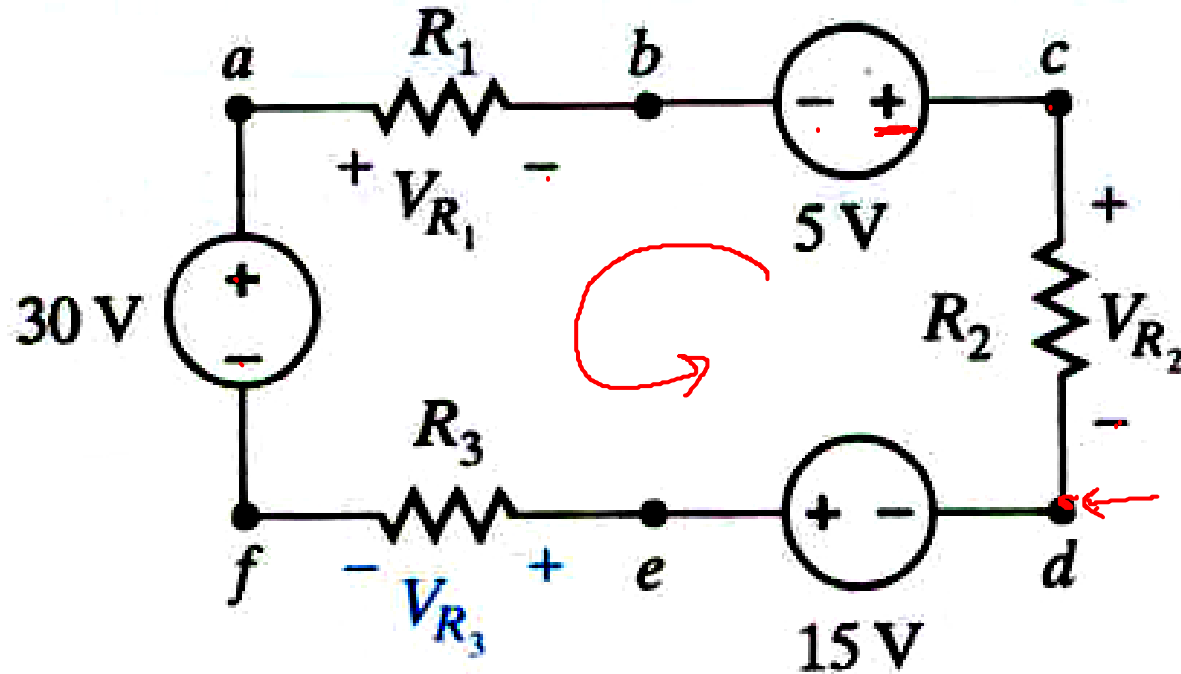 a R₁ b c
+ V_R₁ − − + +
5 V
30 V + − R₂ V_R₂
R₃ −
f − V_R₃ + e + − d
15 V